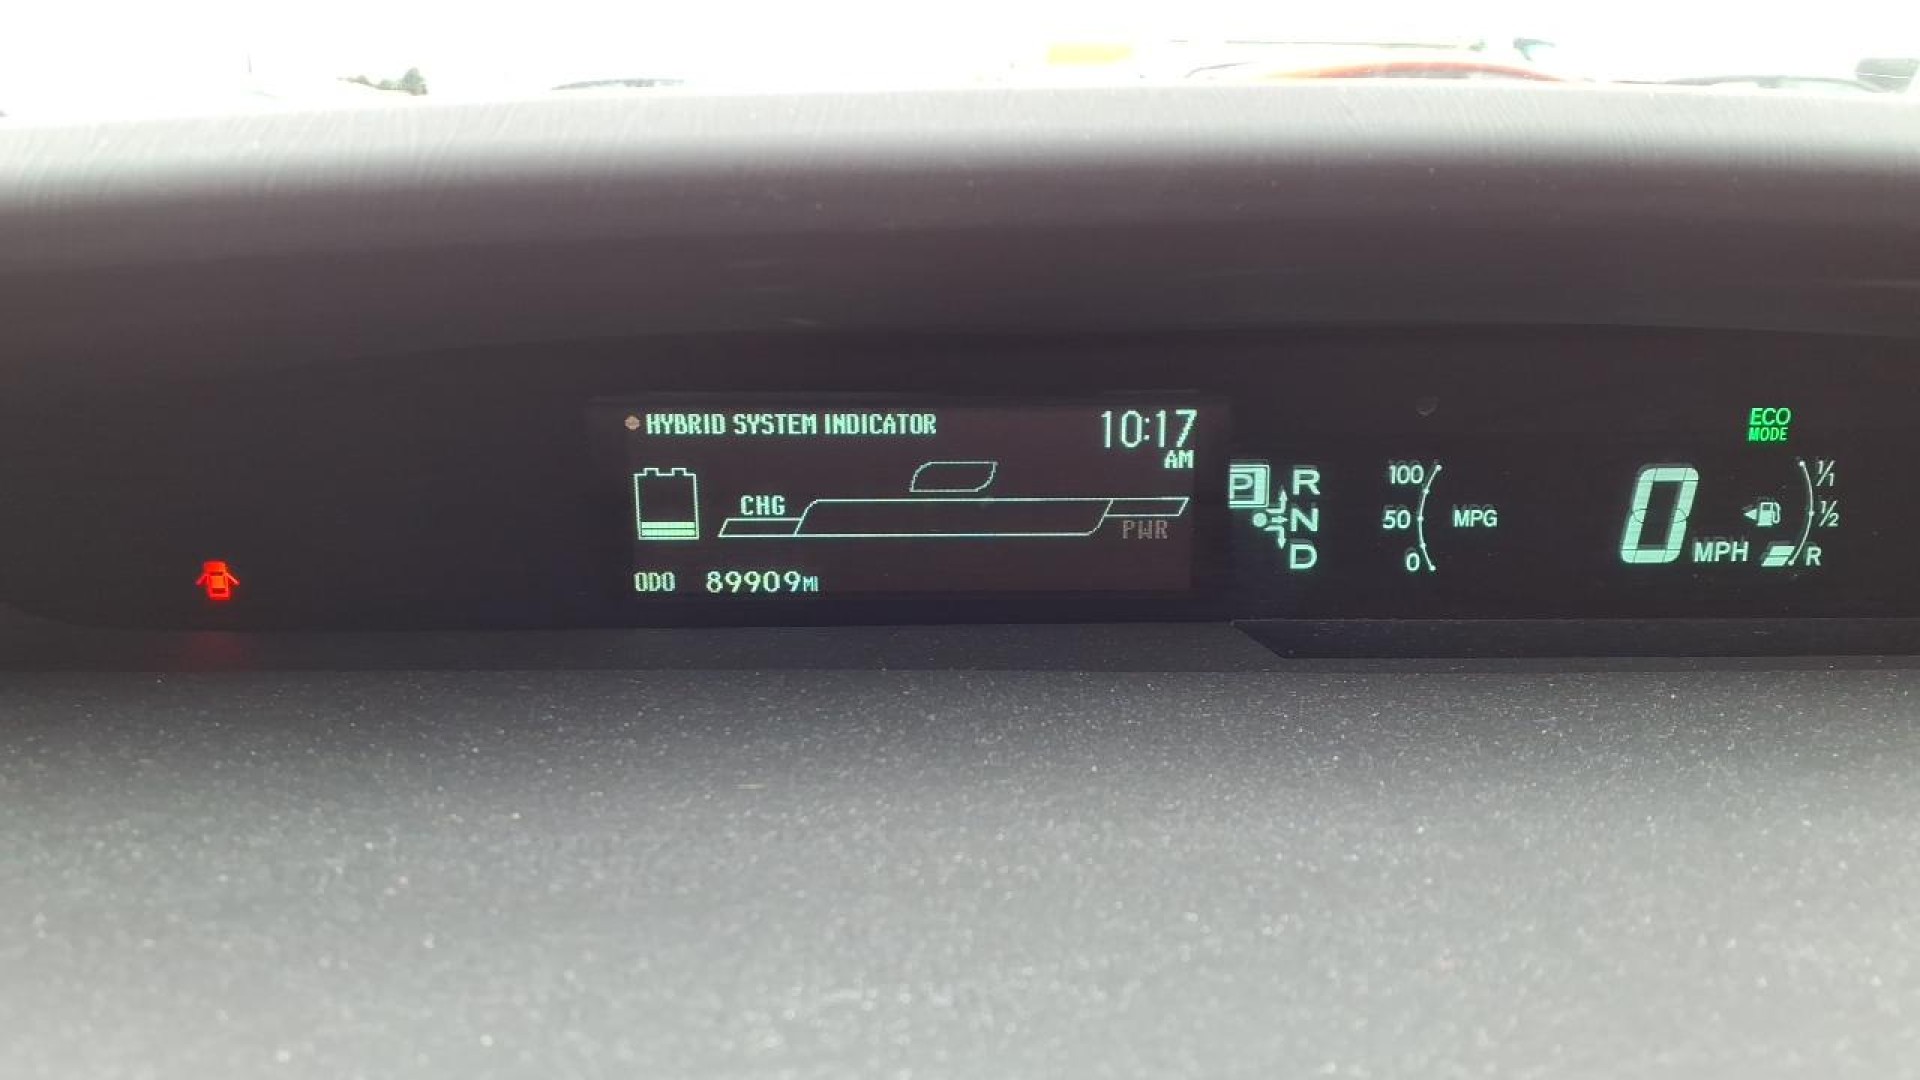 HYBRID SYSTEM INDICATOR
10:17
AM
CHG
PWR
ODO 89909MI
P
R
N
D
100
50
0
MPG
ECO
MODE
0
MPH
1/1
1/2
R